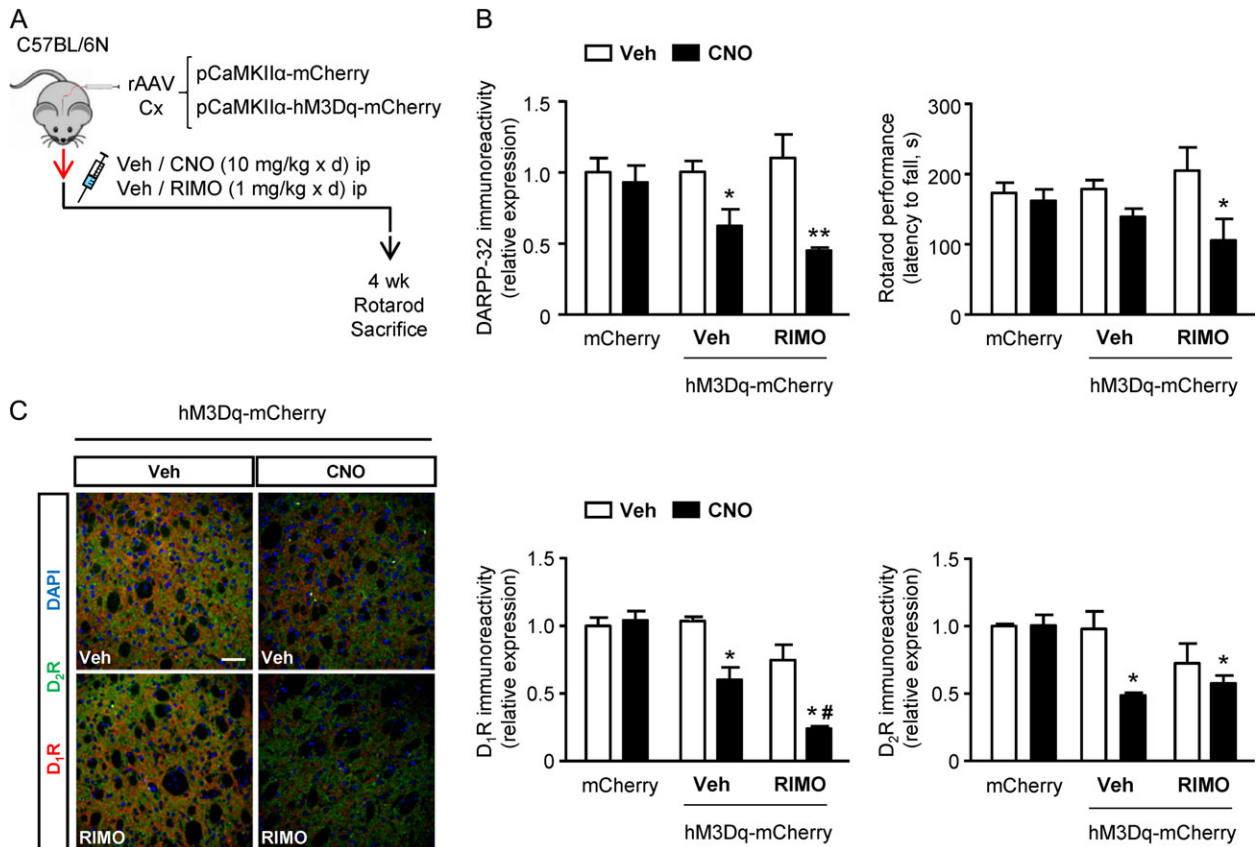 A
C57BL/6N
rAAV
Cx
pCaMKIIα-mCherry
pCaMKIIα-hM3Dq-mCherry
Veh / CNO (10 mg/kg x d) ip
Veh / RIMO (1 mg/kg x d) ip
4 wk
Rotarod
Sacrifice
B
Veh CNO
DARPP-32 immunoreactivity
(relative expression)
1.5
1.0
0.5
0
*
**
mCherry Veh RIMO
hM3Dq-mCherry
Rotarod performance
(latency to fall, s)
300
200
100
0
*
mCherry Veh RIMO
hM3Dq-mCherry
C
hM3Dq-mCherry
Veh CNO
D₁R D₂R DAPI
Veh Veh
RIMO RIMO
Veh CNO
D₁R immunoreactivity
(relative expression)
1.5
1.0
0.5
0
*
*#
mCherry Veh RIMO
hM3Dq-mCherry
D₂R immunoreactivity
(relative expression)
1.5
1.0
0.5
0
*
*
mCherry Veh RIMO
hM3Dq-mCherry